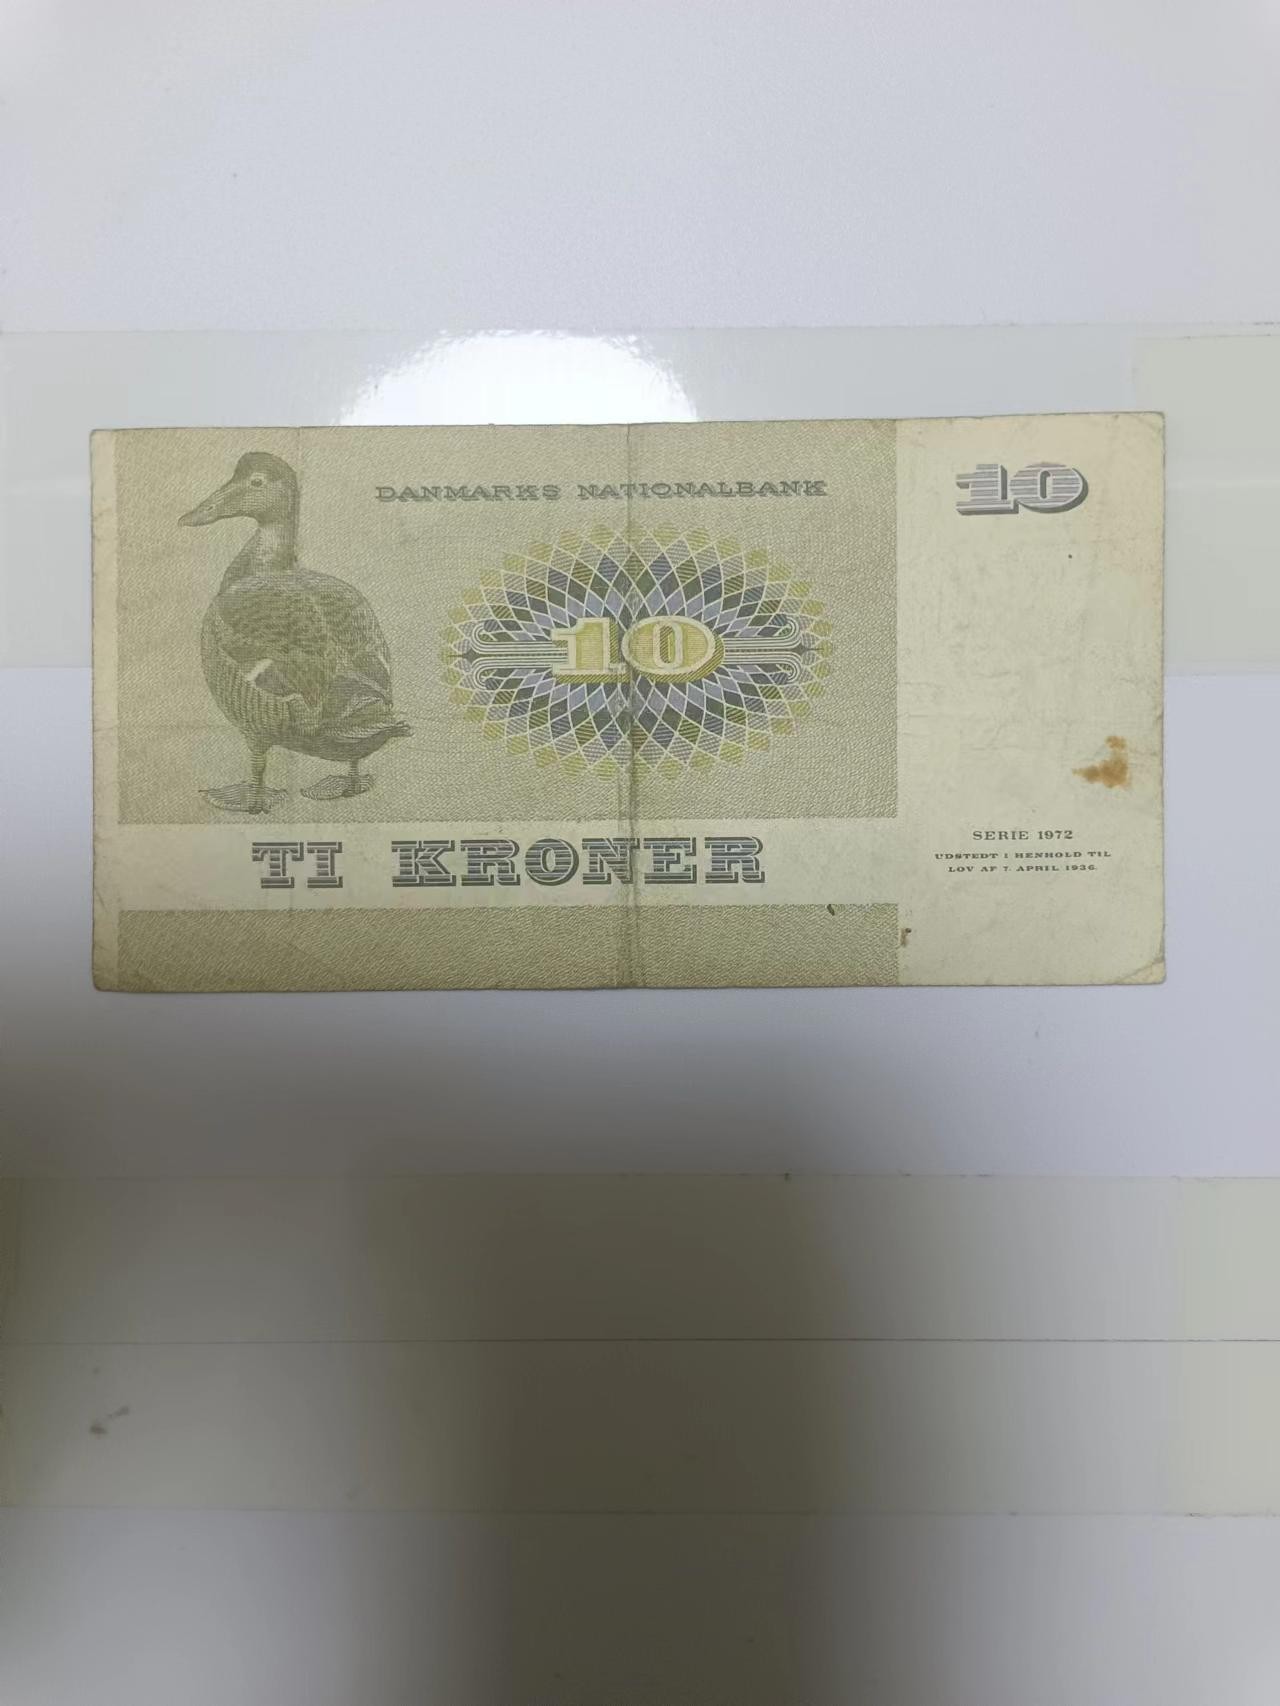 DANMARKS NATIONALBANK
10
10
TI KRONER
SERIE 1972
UDSTEDT I HENHOLD TIL
LOV AF 7. APRIL 1936.